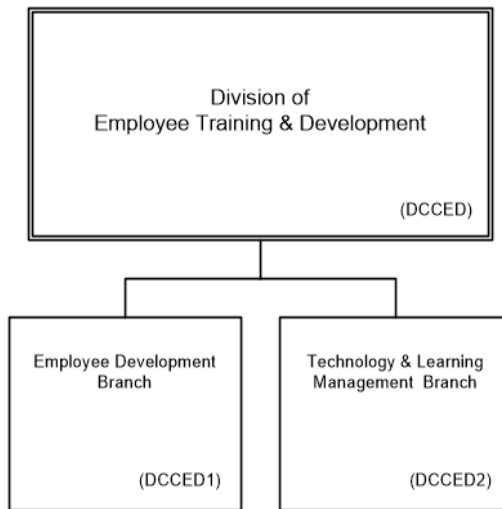 Division of
Employee Training & Development
(DCCED)
Employee Development
Branch
(DCCED1)
Technology & Learning
Management Branch
(DCCED2)